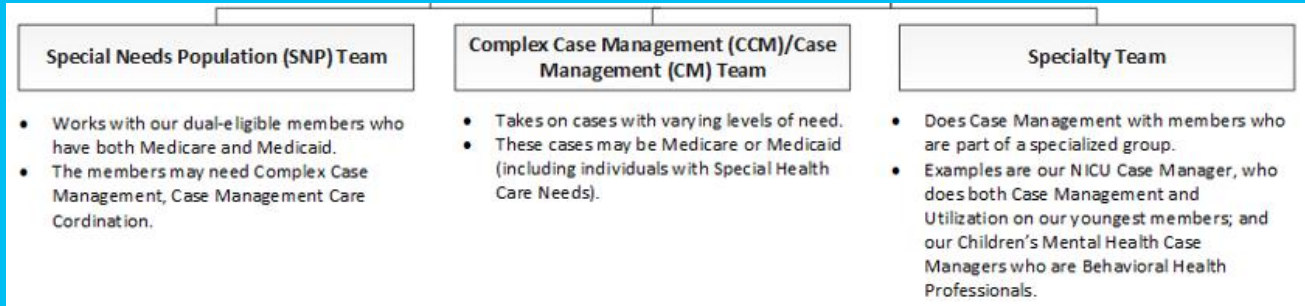 Special Needs Population (SNP) Team
• Works with our dual-eligible members who
have both Medicare and Medicaid.
• The members may need Complex Case
Management, Case Management Care
Cordination.
Complex Case Management (CCM)/Case
Management (CM) Team
• Takes on cases with varying levels of need.
• These cases may be Medicare or Medicaid
(including individuals with Special Health
Care Needs).
Specialty Team
• Does Case Management with members who
are part of a specialized group.
• Examples are our NICU Case Manager, who
does both Case Management and
Utilization on our youngest members; and
our Children's Mental Health Case
Managers who are Behavioral Health
Professionals.